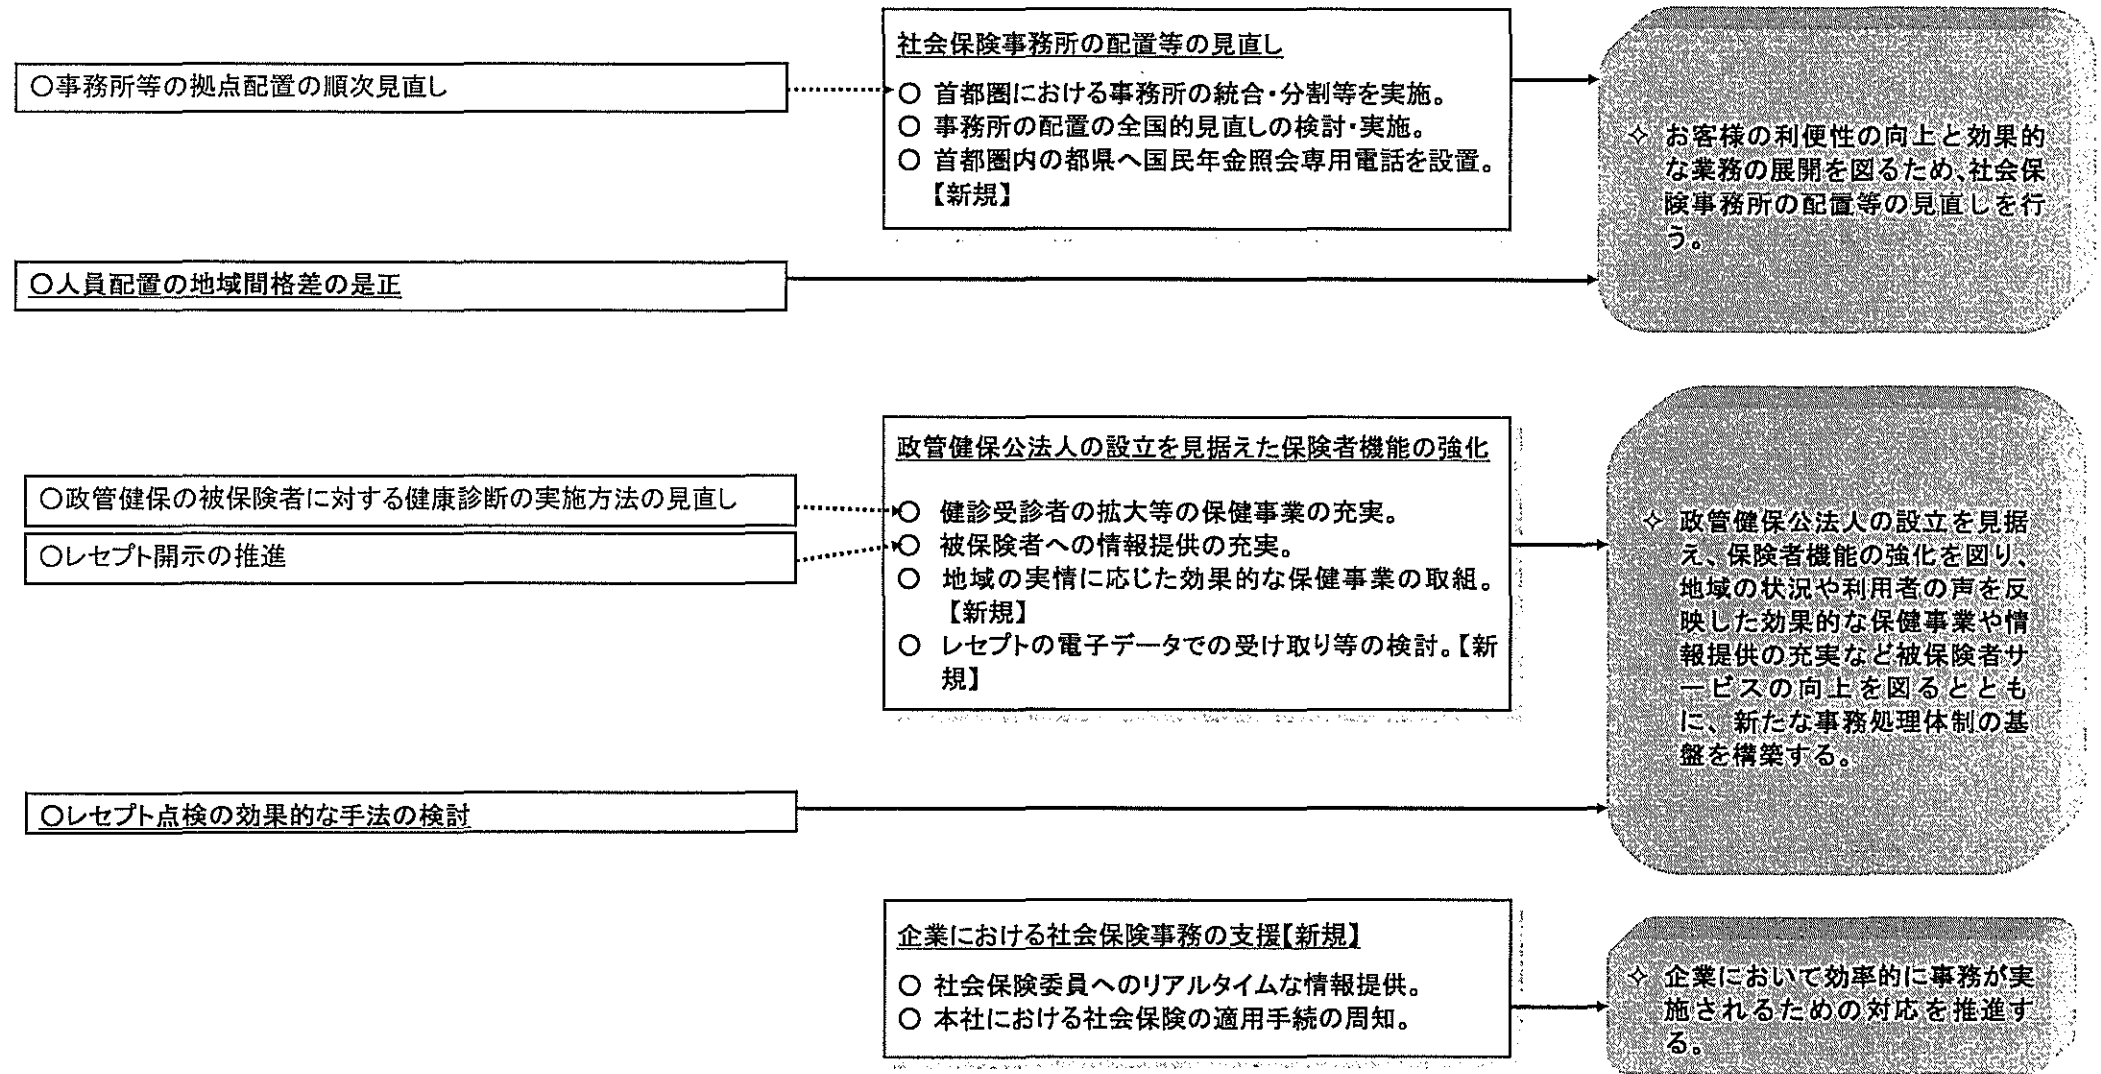 ○事務所等の拠点配置の順次見直し
社会保険事務所の配置等の見直し
○ 首都圏における事務所の統合・分割等を実施。
○ 事務所の配置の全国的見直しの検討・実施。
○ 首都圏内の都県へ国民年金照会専用電話を設置。
【新規】
○人員配置の地域間格差の是正
◇ お客様の利便性の向上と効果的
な業務の展開を図るため、社会保
険事務所の配置等の見直しを行
う。
○政管健保の被保険者に対する健康診断の実施方法の見直し
○レセプト開示の推進
政管健保公法人の設立を見据えた保険者機能の強化
○ 健診受診者の拡大等の保健事業の充実。
○ 被保険者への情報提供の充実。
○ 地域の実情に応じた効果的な保健事業の取組。
【新規】
○ レセプトの電子データでの受け取り等の検討。【新
規】
○レセプト点検の効果的な手法の検討
◇ 政管健保公法人の設立を見据
え、保険者機能の強化を図り、
地域の状況や利用者の声を反
映した効果的な保健事業や情
報提供の充実など被保険者サ
ービスの向上を図るととも
に、新たな事務処理体制の基
盤を構築する。
企業における社会保険事務の支援【新規】
○ 社会保険委員へのリアルタイムな情報提供。
○ 本社における社会保険の適用手続の周知。
◇ 企業において効率的に事務が実
施されるための対応を推進す
る。